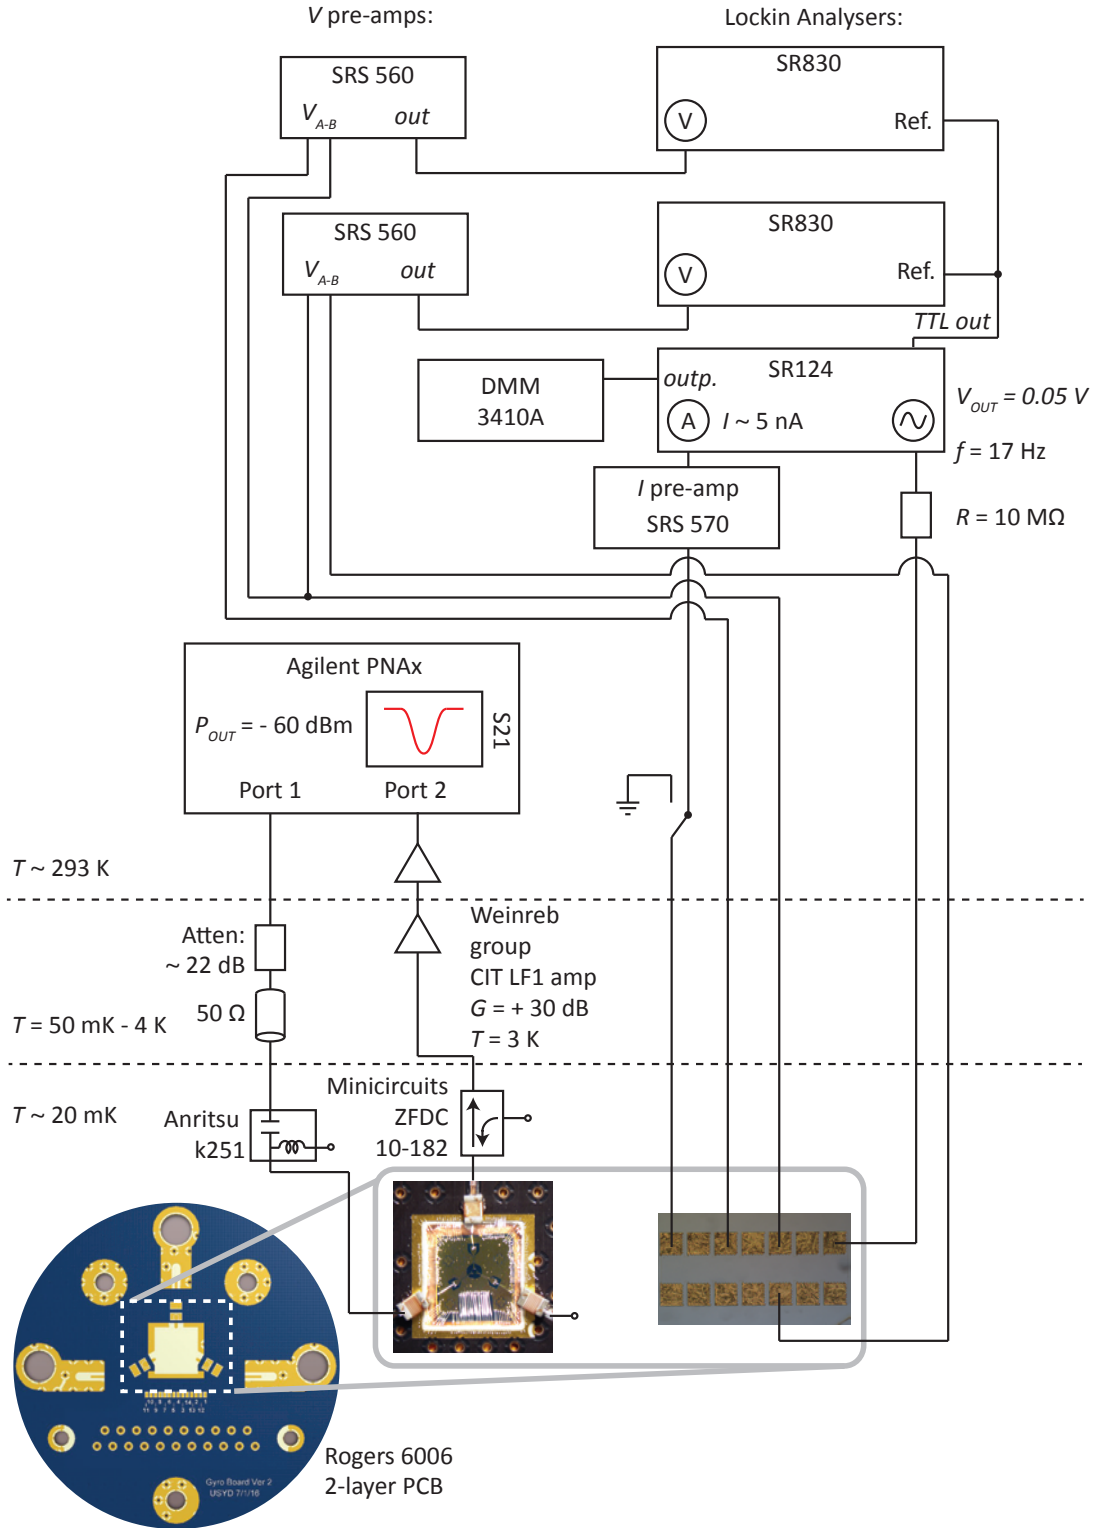 V pre-amps:
Lockin Analysers:
SRS 560
V_A-B
out
SR830
V
Ref.
SRS 560
V_A-B
out
SR830
V
Ref.
TTL out
DMM
3410A
outp.
SR124
A
I ~ 5 nA
V_OUT = 0.05 V
f = 17 Hz
I pre-amp
SRS 570
R = 10 MΩ
Agilent PNAx
P_OUT = - 60 dBm
S21
Port 1
Port 2
T ~ 293 K
Atten:
~ 22 dB
50 Ω
T = 50 mK - 4 K
Weinreb
group
CIT LF1 amp
G = + 30 dB
T = 3 K
T ~ 20 mK
Anritsu
k251
Minicircuits
ZFDC
10-182
Gyro Board Ver 2
USYD 7/1/16
Rogers 6006
2-layer PCB